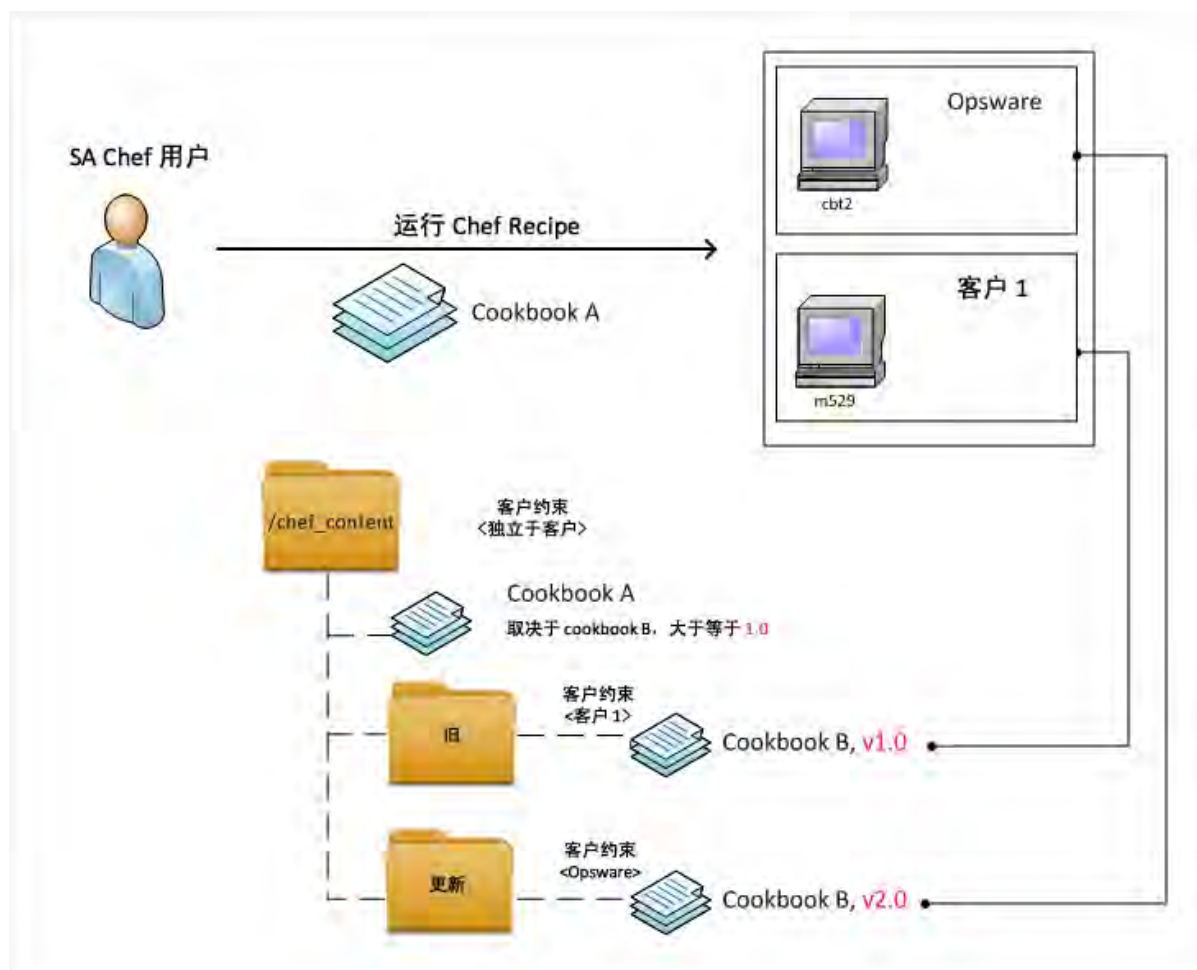 SA Chef 用户
运行 Chef Recipe
Cookbook A
Opsware
cbt2
客户 1
m529
/chef_content
客户约束
<独立于客户>
Cookbook A
取决于 cookbook B，大于等于 1.0
旧
客户约束
<客户 1>
Cookbook B, v1.0
更新
客户约束
<Opsware>
Cookbook B, v2.0